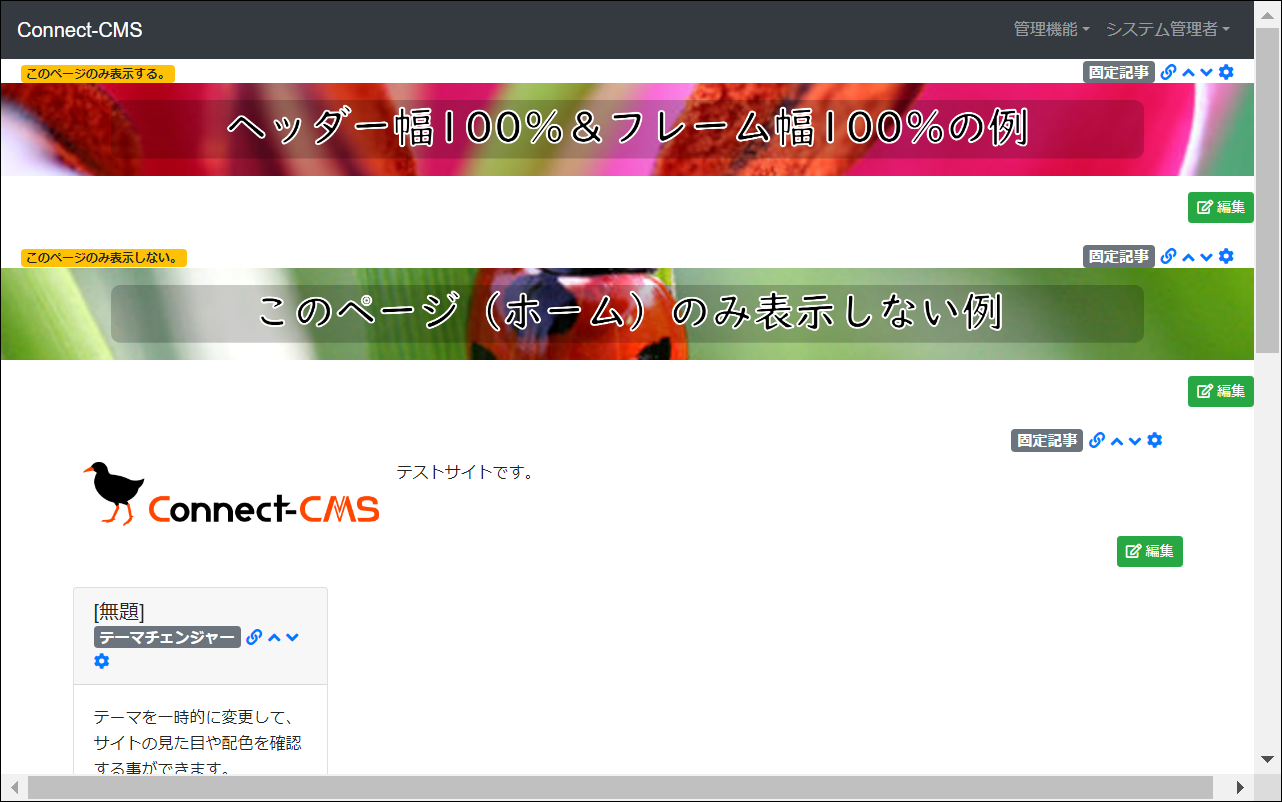 Connect-CMS
管理機能 システム管理者
このページのみ表示する。
固定記事
ヘッダー幅100%＆フレーム幅100%の例
編集
このページのみ表示しない。
固定記事
このページ（ホーム）のみ表示しない例
編集
固定記事
Connect-CMS
テストサイトです。
編集
[無題]
テーマチェンジャー
テーマを一時的に変更して、
サイトの見た目や配色を確認
する事ができます。